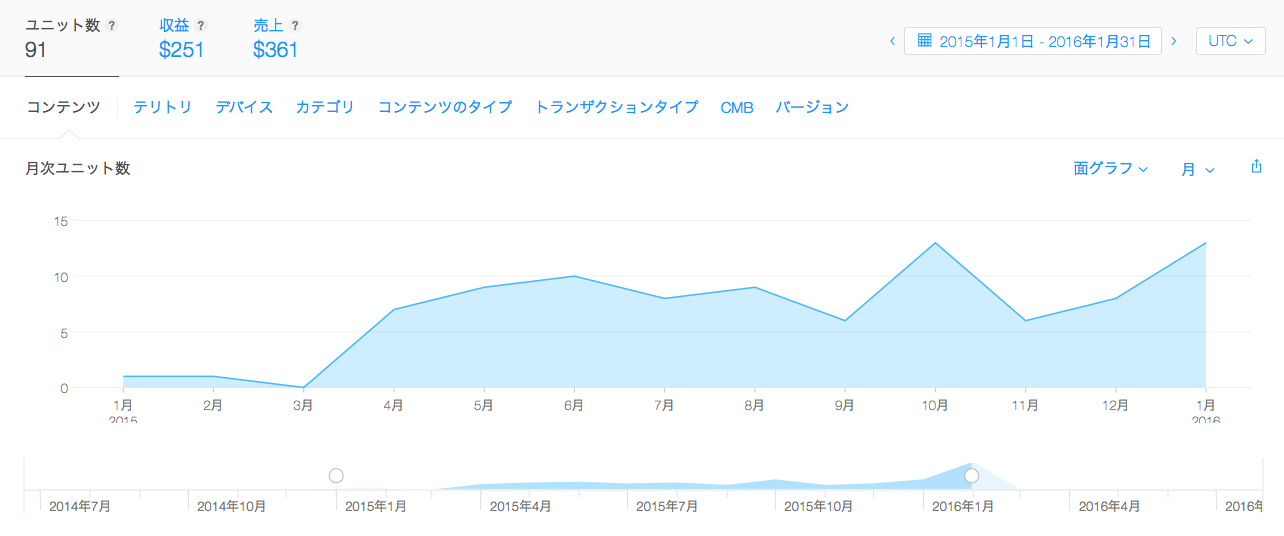 ユニット数 ? 収益 ? 売上 ?
91 $251 $361
2015年1月1日 - 2016年1月31日 UTC
コンテンツ テリトリ デバイス カテゴリ コンテンツのタイプ トランザクションタイプ CMB バージョン
月次ユニット数 面グラフ 月
15
10
5
0
1月 2月 3月 4月 5月 6月 7月 8月 9月 10月 11月 12月 1月
2015 2016
2014年7月 2014年10月 2015年1月 2015年4月 2015年7月 2015年10月 2016年1月 2016年4月 2016